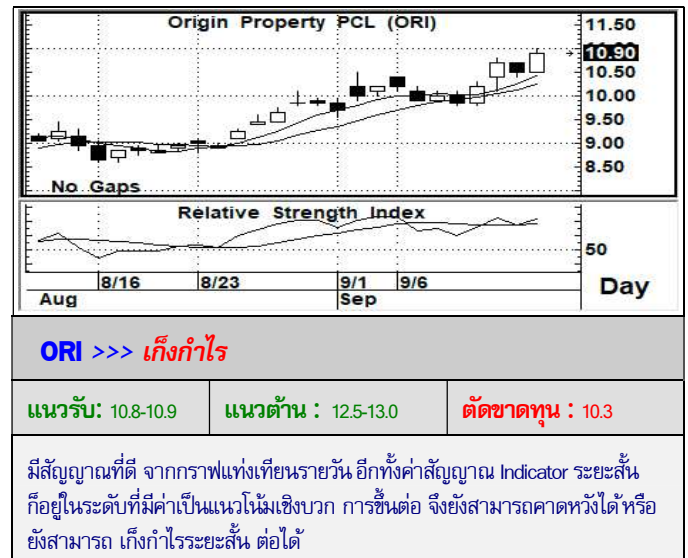 Origin Property PCL (ORI)
11.50
10.90
10.50
10.00
9.50
9.00
8.50
No Gaps
Relative Strength Index
50
8/16 8/23 9/1 9/6
Aug Sep
Day
ORI >>> เก็งกำไร
แนวรับ: 10.8-10.9 แนวต้าน : 12.5-13.0 ตัดขาดทุน : 10.3
มีสัญญาณที่ดี จากกราฟแท่งเทียนรายวัน อีกทั้งค่าสัญญาณ Indicator ระยะสั้น
ก็อยู่ในระดับที่มีค่าเป็นแนวโน้มเชิงบวก การขึ้นต่อ จึงยังสามารถคาดหวังได้ หรือ
ยังสามารถ เก็งกำไรระยะสั้น ต่อได้